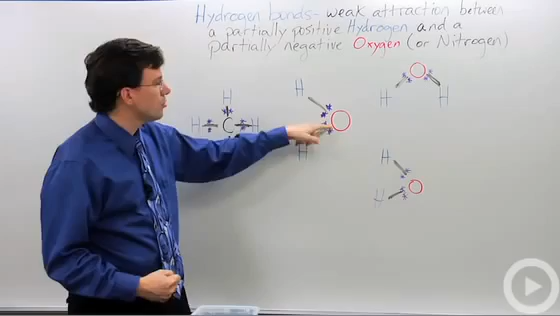 Hydrogen bonds- weak attraction between
a partially positive Hydrogen and a
partially negative Oxygen (or Nitrogen)
H
H C H
H
O
H
H O H
H
O
H